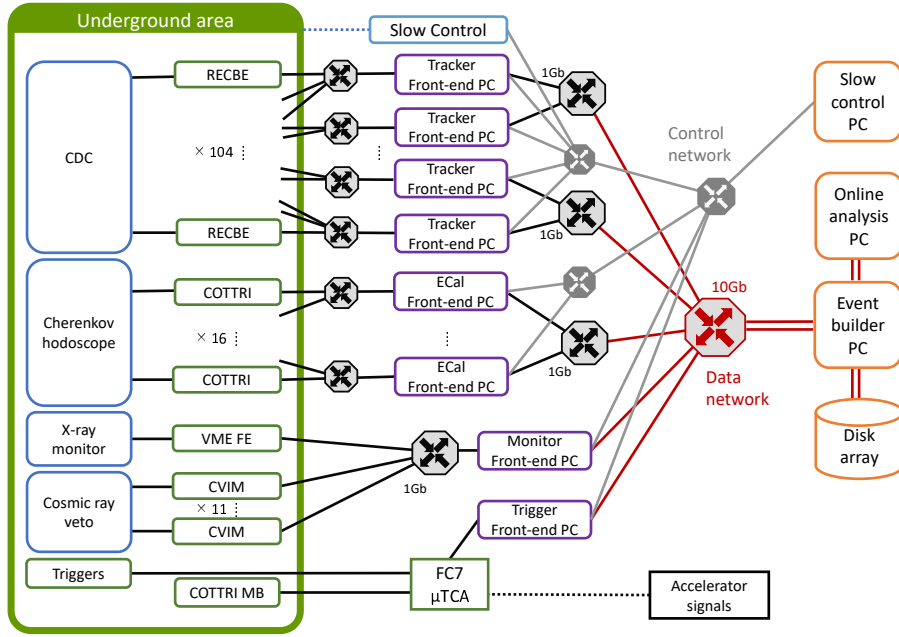 Underground area
Slow Control
CDC
RECBE
× 104
RECBE
Tracker
Front-end PC
Tracker
Front-end PC
Tracker
Front-end PC
Tracker
Front-end PC
1Gb
1Gb
Control
network
Slow
control
PC
Online
analysis
PC
Cherenkov
hodoscope
COTTRI
× 16
COTTRI
ECal
Front-end PC
ECal
Front-end PC
1Gb
10Gb
Data
network
Event
builder
PC
Disk
array
X-ray
monitor
VME FE
Cosmic ray
veto
CVIM
× 11
CVIM
1Gb
Monitor
Front-end PC
Trigger
Front-end PC
Triggers
COTTRI MB
FC7
μTCA
Accelerator
signals